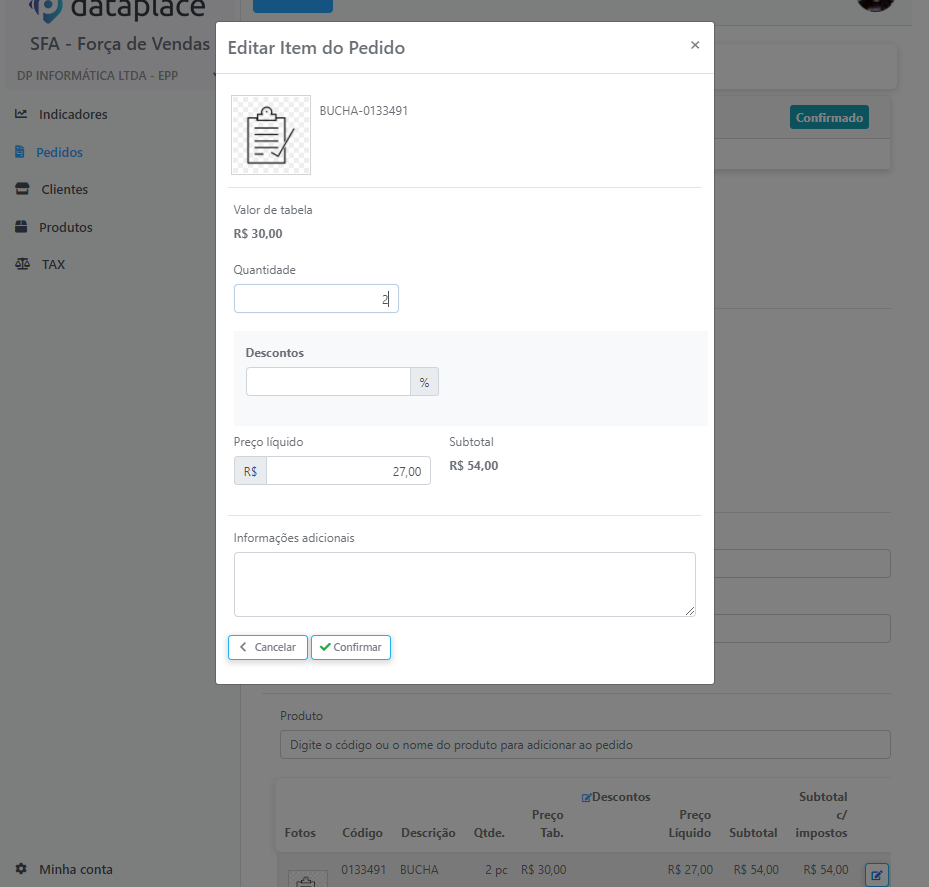 dataplace
SFA - Força de Vendas
DP INFORMÁTICA LTDA - EPP
Indicadores
Pedidos
Clientes
Produtos
TAX
Minha conta
Confirmado
Editar Item do Pedido
×
BUCHA-0133491
Valor de tabela
R$ 30,00
Quantidade
2
Descontos
%
Preço líquido
R$ 27,00
Subtotal
R$ 54,00
Informações adicionais
Cancelar
Confirmar
Produto
Digite o código ou o nome do produto para adicionar ao pedido
Fotos
Código
Descrição
Qtde.
Preço
Tab.
Descontos
Preço
Líquido
Subtotal
Subtotal
c/
impostos
0133491 BUCHA 2 pc R$ 30,00 R$ 27,00 R$ 54,00 R$ 54,00